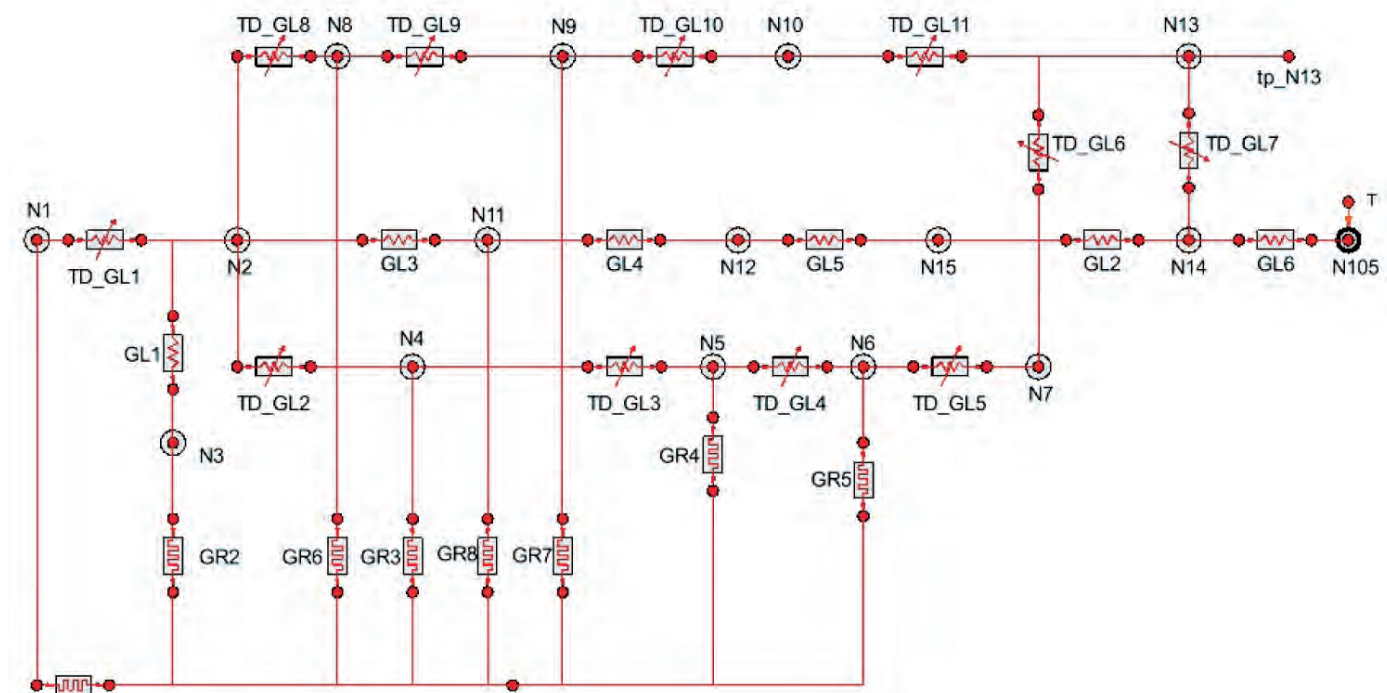 TD_GL8
N8
TD_GL9
N9
TD_GL10
N10
TD_GL11
N13
tp_N13
TD_GL6
TD_GL7
N1
TD_GL1
N2
GL3
N11
GL4
N12
GL5
N15
GL2
N14
GL6
T
N105
GL1
TD_GL2
N4
TD_GL3
N5
TD_GL4
N6
TD_GL5
N7
N3
GR4
GR5
GR2
GR6
GR3
GR8
GR7